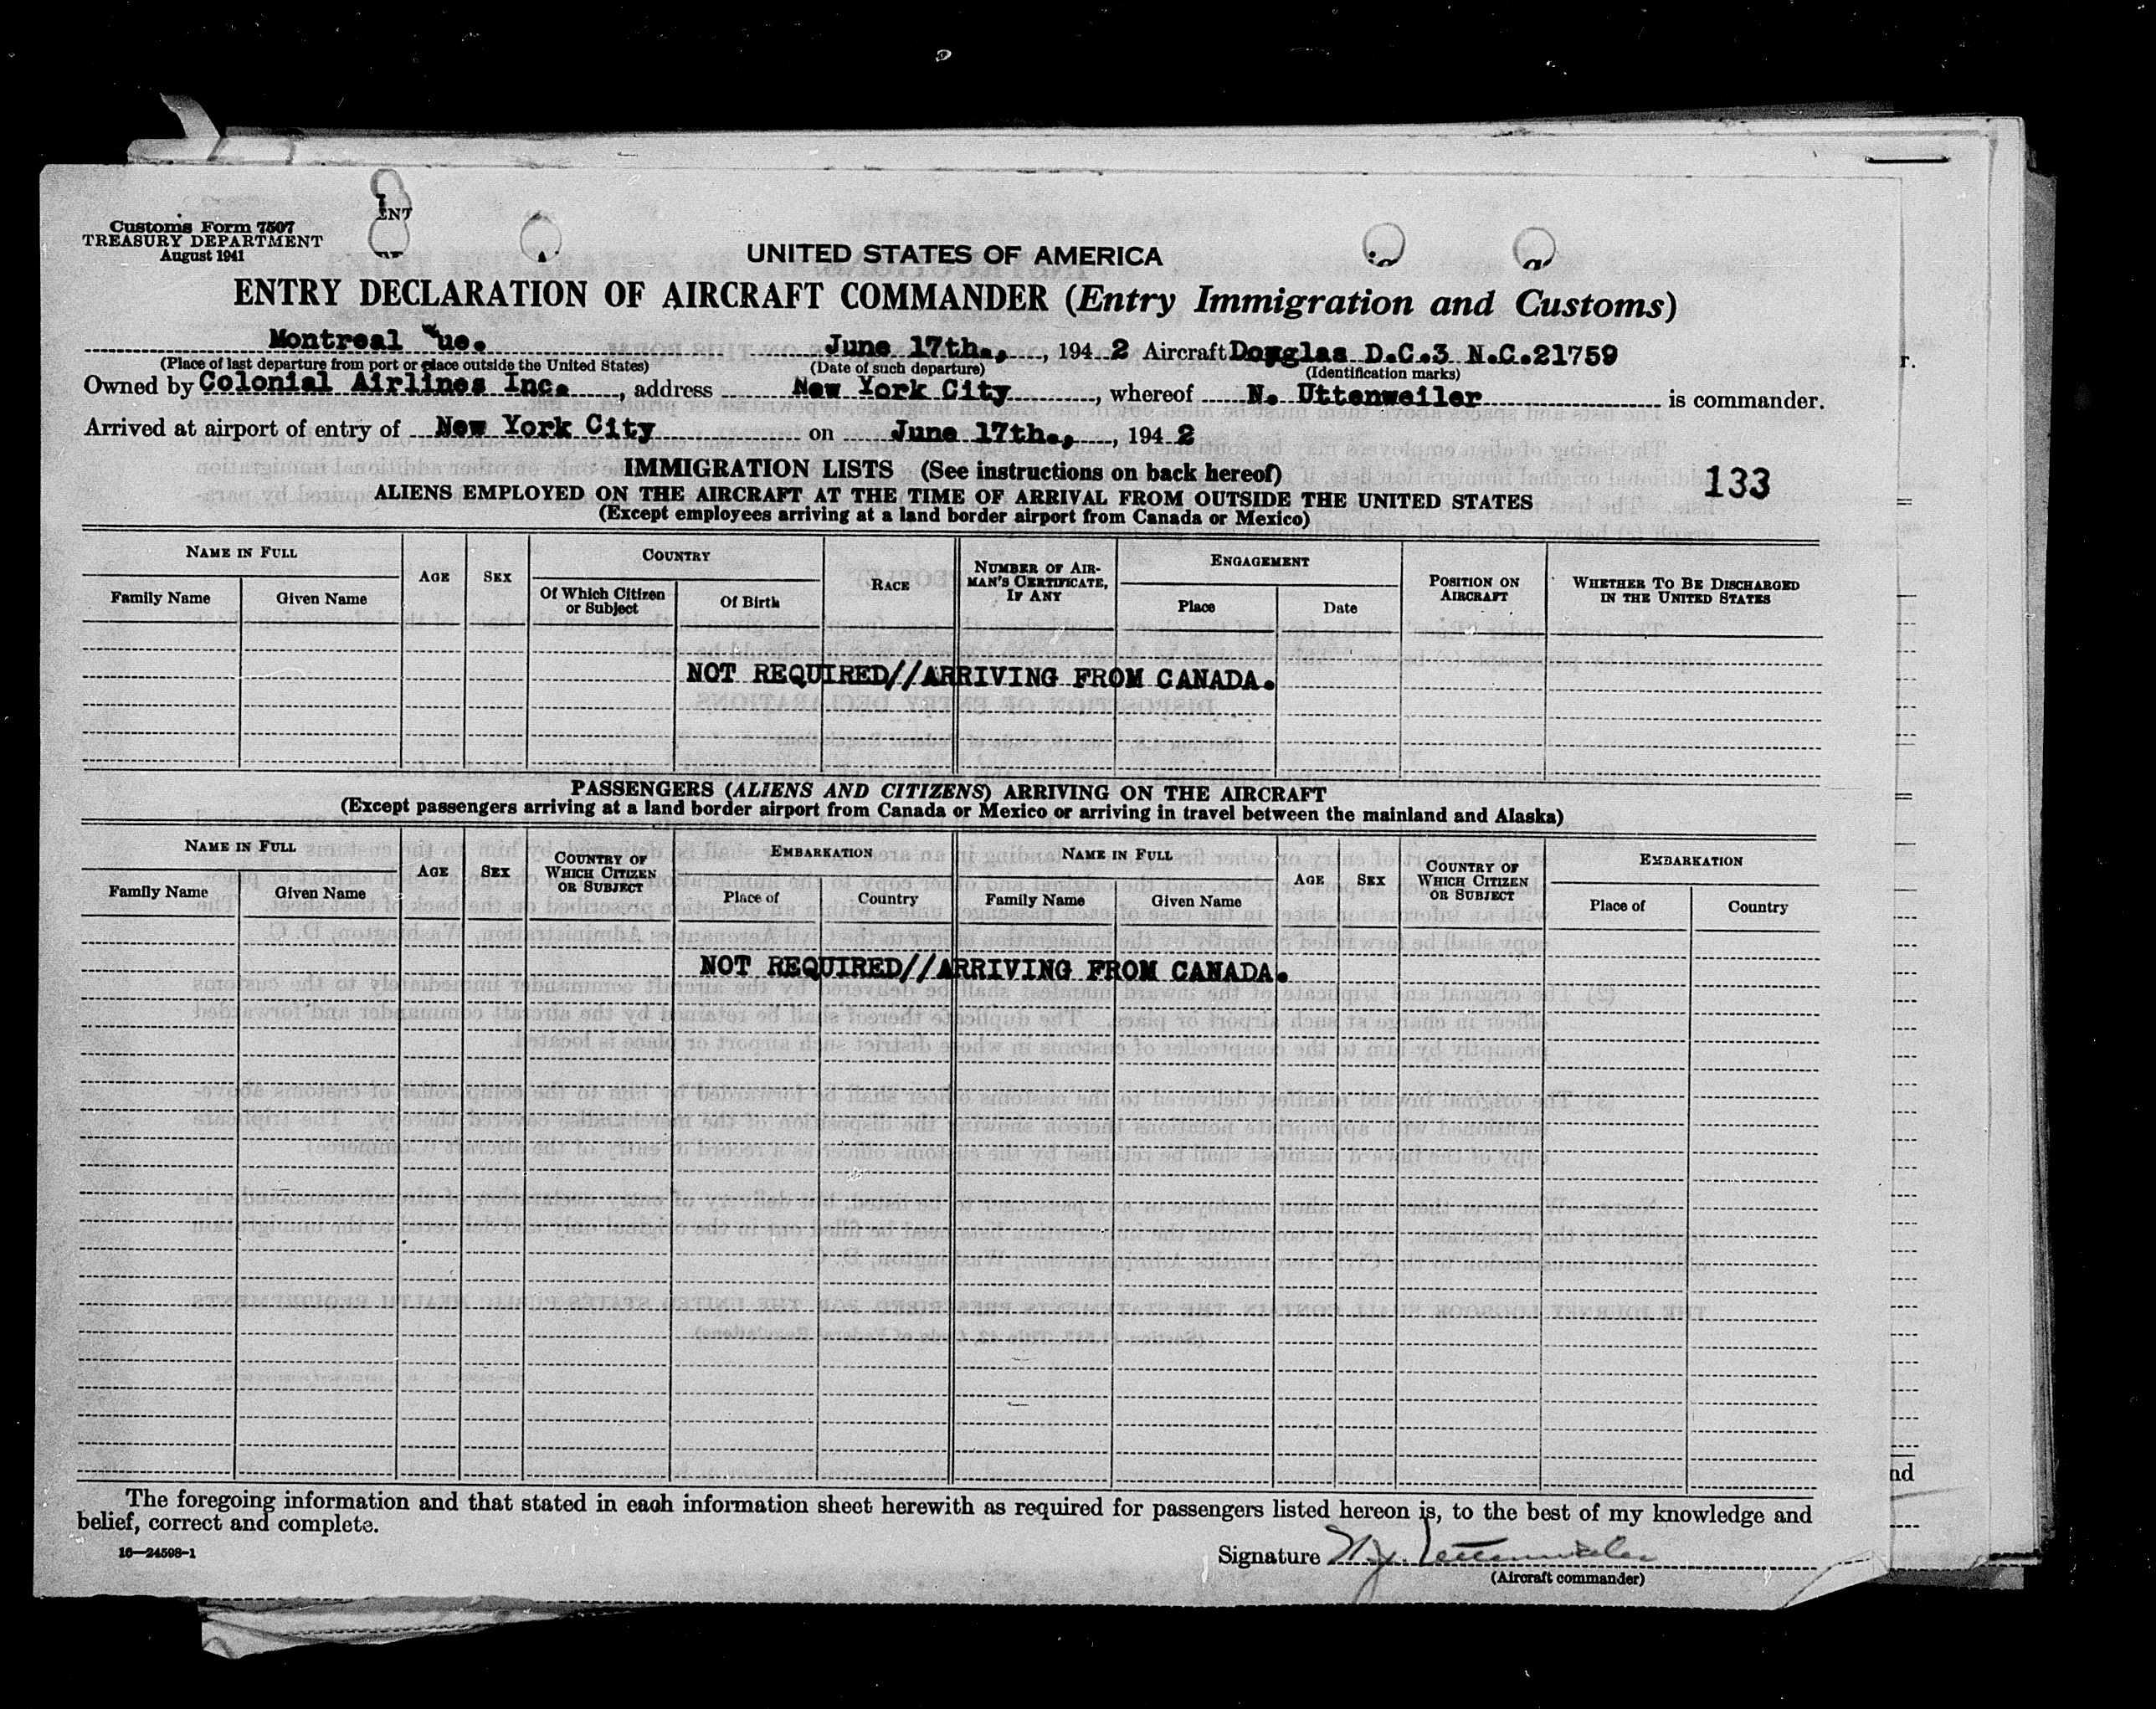 Customs Form 7507
TREASURY DEPARTMENT
August 1941
UNITED STATES OF AMERICA
ENTRY DECLARATION OF AIRCRAFT COMMANDER (Entry Immigration and Customs)
Montreal Que. June 17th., 194 2 Aircraft Douglas D.C.3 N.C.21759
(Place of last departure from port or place outside the United States) (Date of such departure) (Identification marks)
Owned by Colonial Airlines Inc. , address New York City , whereof N. Uttenweiler is commander.
Arrived at airport of entry of New York City on June 17th., , 194 2
IMMIGRATION LISTS (See instructions on back hereof)
133
ALIENS EMPLOYED ON THE AIRCRAFT AT THE TIME OF ARRIVAL FROM OUTSIDE THE UNITED STATES
(Except employees arriving at a land border airport from Canada or Mexico)
NAME IN FULL
Family Name
Given Name
AGE
SEX
COUNTRY
Of Which Citizen
or Subject
Of Birth
RACE
NUMBER OF AIR-
MAN'S CERTIFICATE,
IF ANY
ENGAGEMENT
Place
Date
POSITION ON
AIRCRAFT
WHETHER TO BE DISCHARGED
IN THE UNITED STATES
NOT REQUIRED//ARRIVING FROM CANADA.
PASSENGERS (ALIENS AND CITIZENS) ARRIVING ON THE AIRCRAFT
(Except passengers arriving at a land border airport from Canada or Mexico or arriving in travel between the mainland and Alaska)
NAME IN FULL
Family Name
Given Name
AGE
SEX
COUNTRY OF
WHICH CITIZEN
OR SUBJECT
EMBARKATION
Place of
Country
NAME IN FULL
Family Name
Given Name
AGE
SEX
COUNTRY OF
WHICH CITIZEN
OR SUBJECT
EMBARKATION
Place of
Country
NOT REQUIRED//ARRIVING FROM CANADA.
The foregoing information and that stated in each information sheet herewith as required for passengers listed hereon is, to the best of my knowledge and
belief, correct and complete.
16—24598-1
Signature N. Uttenweiler
(Aircraft commander)